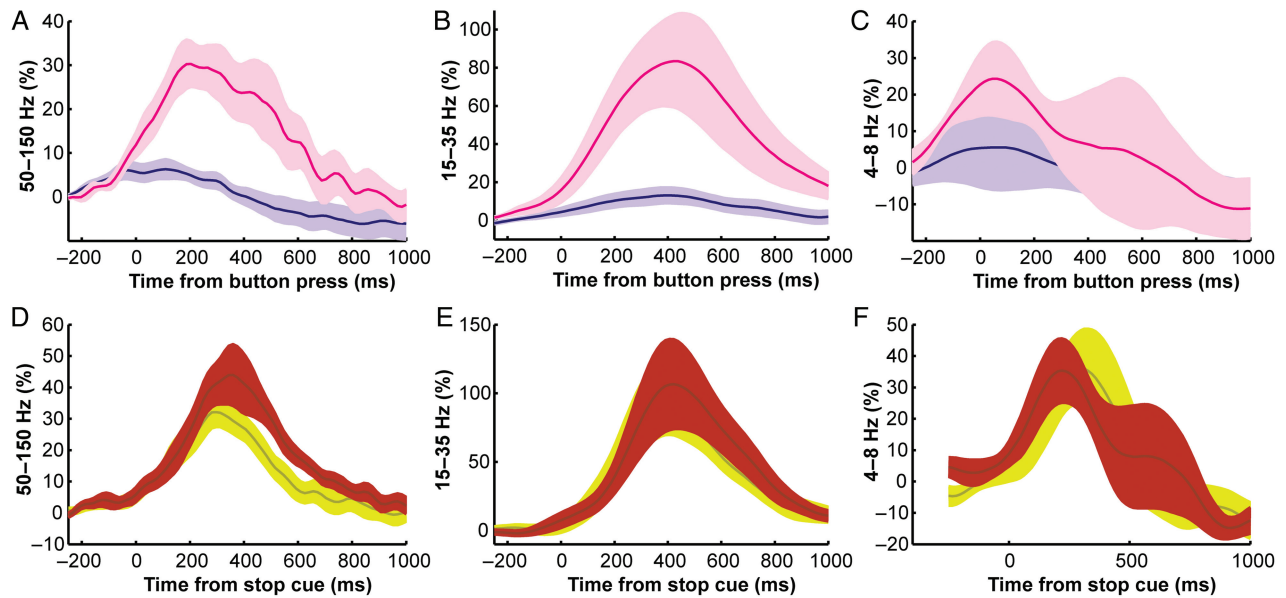 A
50–150 Hz (%)
40
30
20
10
0
–200 0 200 400 600 800 1000
Time from button press (ms)
B
15–35 Hz (%)
100
80
60
40
20
0
–200 0 200 400 600 800 1000
Time from button press (ms)
C
4–8 Hz (%)
40
30
20
10
0
–10
–200 0 200 400 600 800 1000
Time from button press (ms)
D
50–150 Hz (%)
60
50
40
30
20
10
0
–10
–200 0 200 400 600 800 1000
Time from stop cue (ms)
E
15–35 Hz (%)
150
100
50
0
–200 0 200 400 600 800 1000
Time from stop cue (ms)
F
4–8 Hz (%)
50
40
30
20
10
0
–10
–20
0 500 1000
Time from stop cue (ms)